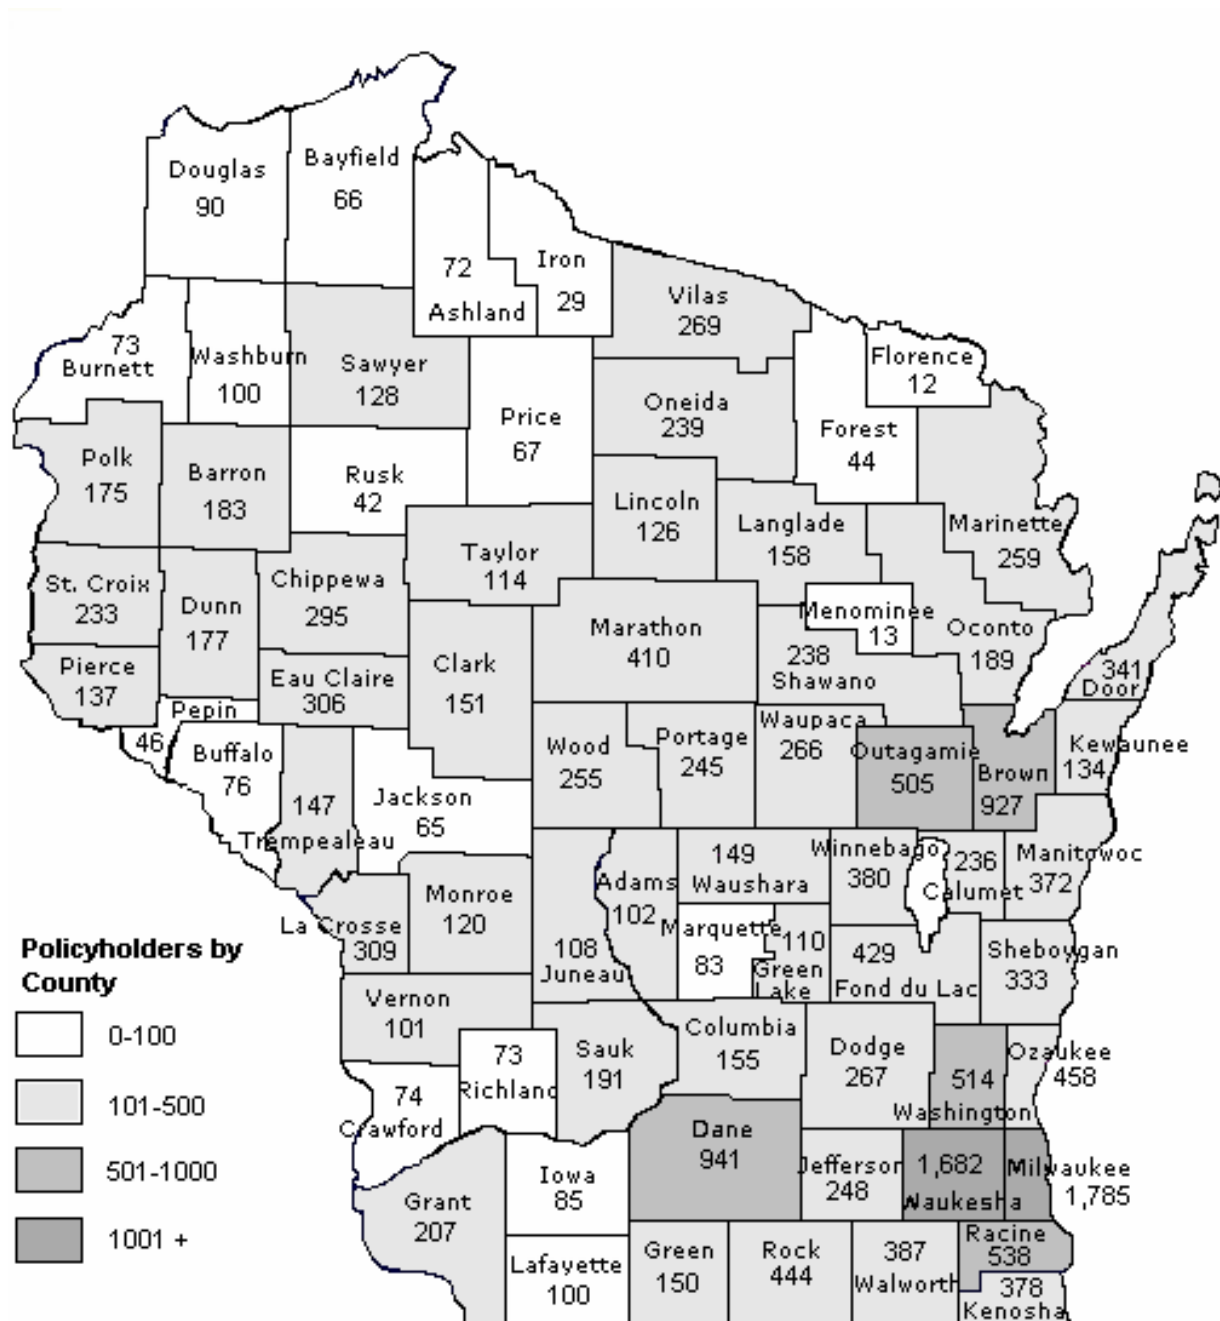 Douglas
90
Bayfield
66
72
Ashland
Iron
29
Vilas
269
73
Burnett
Washburn
100
Sawyer
128
Price
67
Oneida
239
Florence
12
Forest
44
Polk
175
Barron
183
Rusk
42
Lincoln
126
Langlade
158
Marinette
259
Taylor
114
St. Croix
233
Dunn
177
Chippewa
295
Marathon
410
Menominee
13
Oconto
189
238
Shawano
Pierce
137
Eau Claire
306
Clark
151
341
Door
Pepin
46
Buffalo
76
147
Trempealeau
Jackson
65
Wood
255
Portage
245
Waupaca
266
Outagamie
505
Brown
927
Kewaunee
134
La Crosse
309
Monroe
120
108
Juneau
Adams
102
149
Waushara
Winnebago
380
236
Calumet
Manitowoc
372
Marquette
83
110
Green
Lake
429
Fond du Lac
Sheboygan
333
Vernon
101
73
Richland
Sauk
191
Columbia
155
Dodge
267
514
Washington
Ozaukee
458
74
Crawford
Dane
941
Jefferson
248
1,682
Waukesha
Milwaukee
1,785
Grant
207
Iowa
85
Lafayette
100
Green
150
Rock
444
387
Walworth
Racine
538
378
Kenosha
Policyholders by
County
0-100
101-500
501-1000
1001 +